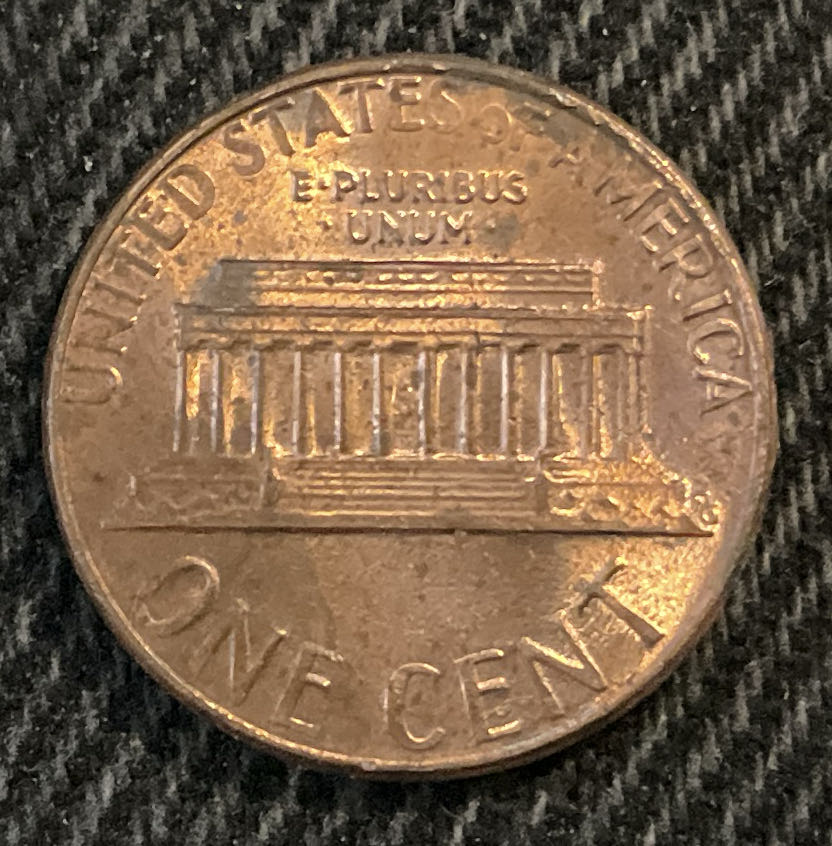 UNITED STATES OF AMERICA
E·PLURIBUS
·UNUM·
ONE CENT